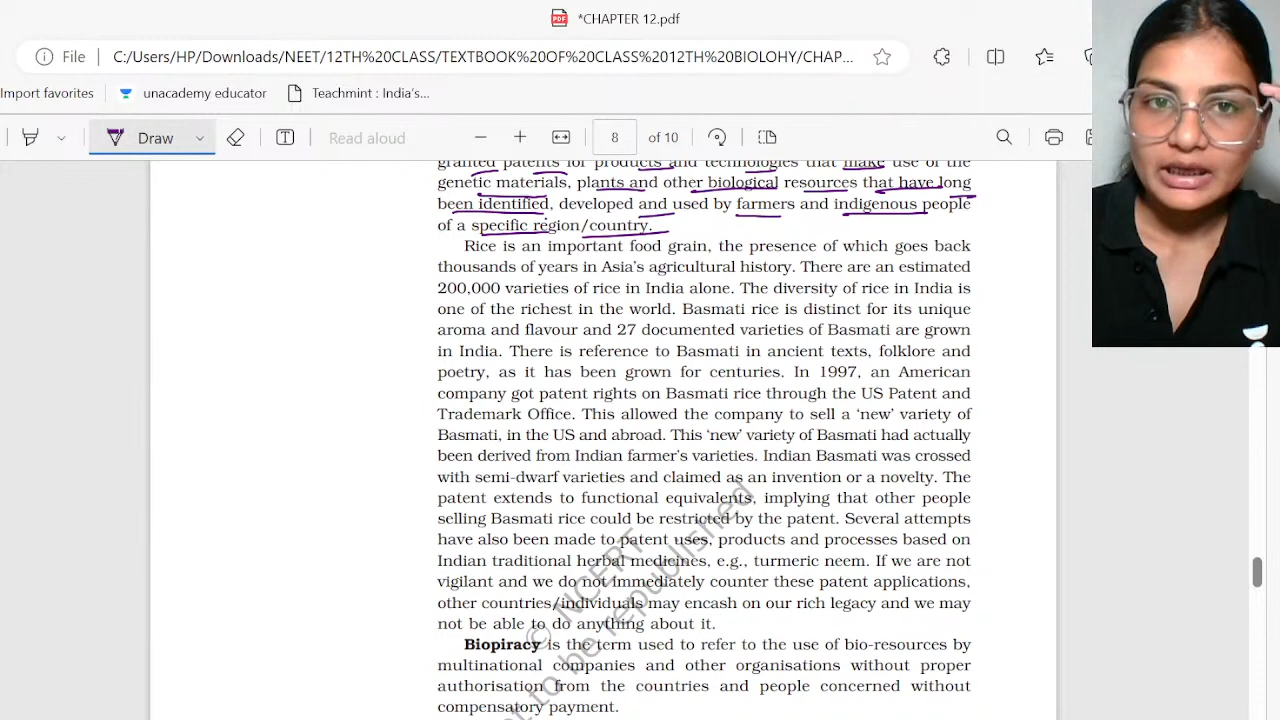 *CHAPTER 12.pdf
File C:/Users/HP/Downloads/NEET/12TH%20CLASS/TEXTBOOK%20OF%20CLASS%2012TH%20BIOLOHY/CHAP...
Import favorites unacademy educator Teachmint : India's...
Draw Read aloud 8 of 10
granted patents for products and technologies that make use of the
genetic materials, plants and other biological resources that have long
been identified, developed and used by farmers and indigenous people
of a specific region/country.
Rice is an important food grain, the presence of which goes back
thousands of years in Asia's agricultural history. There are an estimated
200,000 varieties of rice in India alone. The diversity of rice in India is
one of the richest in the world. Basmati rice is distinct for its unique
aroma and flavour and 27 documented varieties of Basmati are grown
in India. There is reference to Basmati in ancient texts, folklore and
poetry, as it has been grown for centuries. In 1997, an American
company got patent rights on Basmati rice through the US Patent and
Trademark Office. This allowed the company to sell a 'new' variety of
Basmati, in the US and abroad. This 'new' variety of Basmati had actually
been derived from Indian farmer's varieties. Indian Basmati was crossed
with semi-dwarf varieties and claimed as an invention or a novelty. The
patent extends to functional equivalents, implying that other people
selling Basmati rice could be restricted by the patent. Several attempts
have also been made to patent uses, products and processes based on
Indian traditional herbal medicines, e.g., turmeric neem. If we are not
vigilant and we do not immediately counter these patent applications,
other countries/individuals may encash on our rich legacy and we may
not be able to do anything about it.
Biopiracy is the term used to refer to the use of bio-resources by
multinational companies and other organisations without proper
authorisation from the countries and people concerned without
compensatory payment.
© NCERT
not to be republished